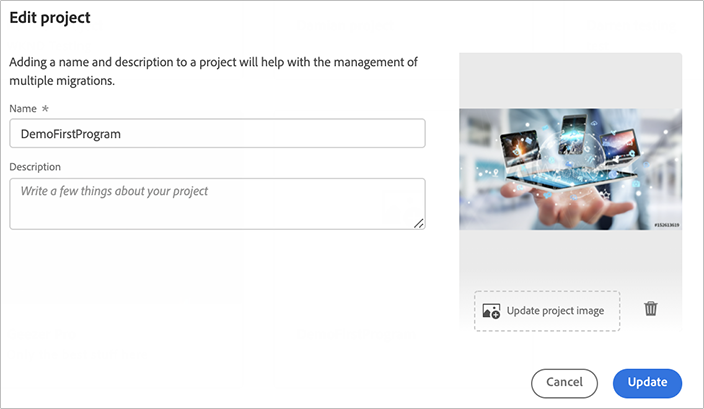 Edit project
Adding a name and description to a project will help with the management of
multiple migrations.
Name *
DemoFirstProgram
Description
Write a few things about your project
Update project image
Cancel
Update